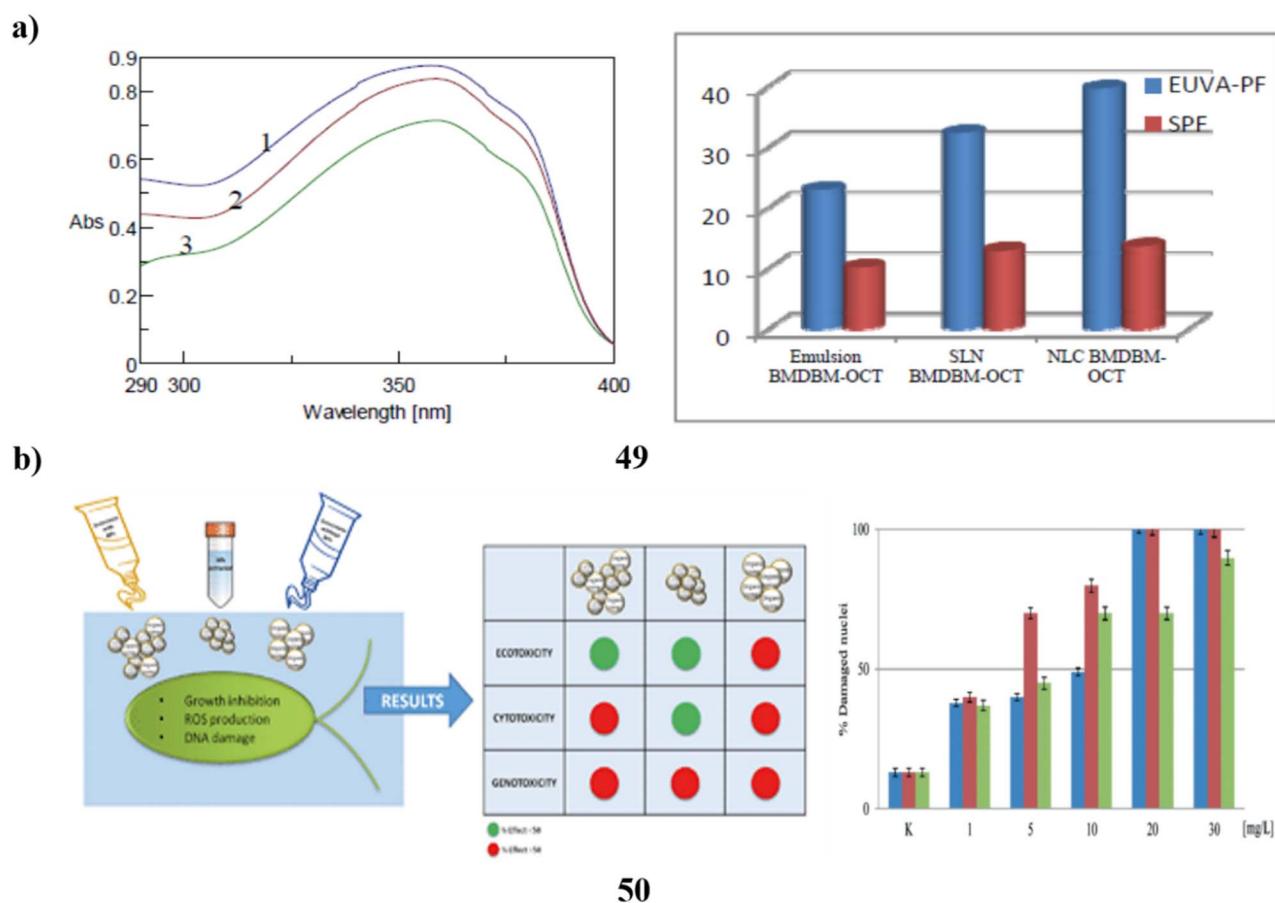 a)
0.9
0.8
0.6
Abs
0.4
0.2
0
290 300 350 400
Wavelength [nm]
1
2
3
40
30
20
10
0
EUVA-PF
SPF
Emulsion
BMDBM-OCT
SLN
BMDBM-OCT
NLC BMDBM-
OCT
49
b)
• Growth inhibition
• ROS production
• DNA damage
RESULTS
ECOTOXICITY
CYTOTOXICITY
GENOTOXICITY
% Damaged nuclei
100
50
0
K 1 5 10 20 30 [mg/L]
50